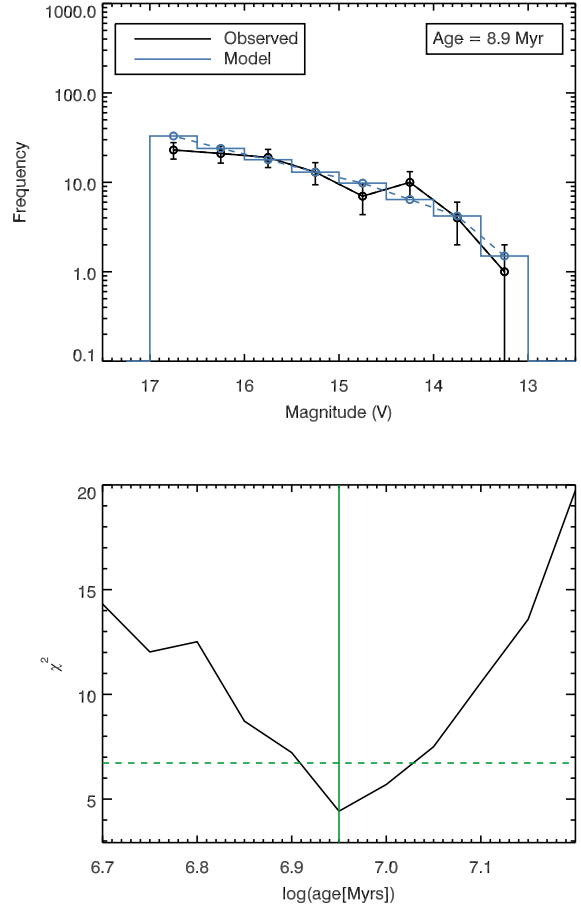 1000.0
Observed
Model
Age = 8.9 Myr
100.0
10.0
1.0
0.1
Frequency
17 16 15 14 13
Magnitude (V)
20
15
10
5
χ²
6.7 6.8 6.9 7.0 7.1
log(age[Myrs])